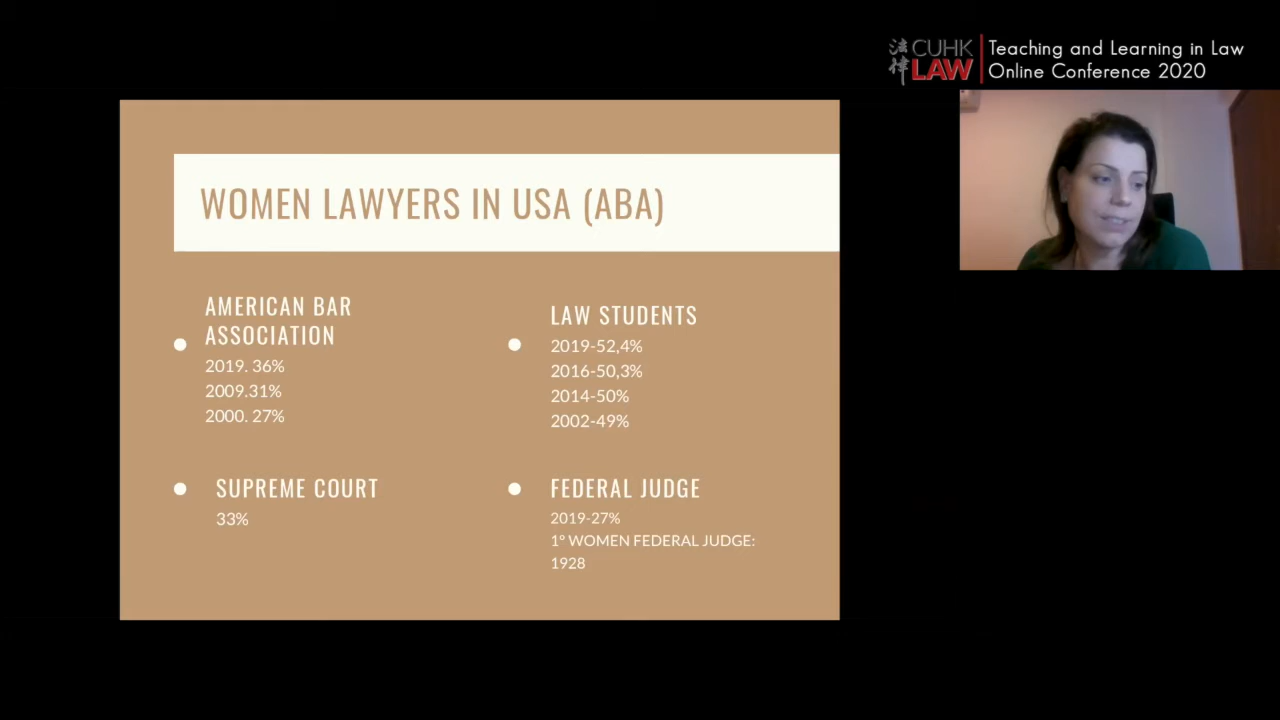 法律 CUHK LAW
Teaching and Learning in Law
Online Conference 2020
WOMEN LAWYERS IN USA (ABA)
AMERICAN BAR
ASSOCIATION
2019. 36%
2009.31%
2000. 27%
LAW STUDENTS
2019-52,4%
2016-50,3%
2014-50%
2002-49%
SUPREME COURT
33%
FEDERAL JUDGE
2019-27%
1º WOMEN FEDERAL JUDGE:
1928